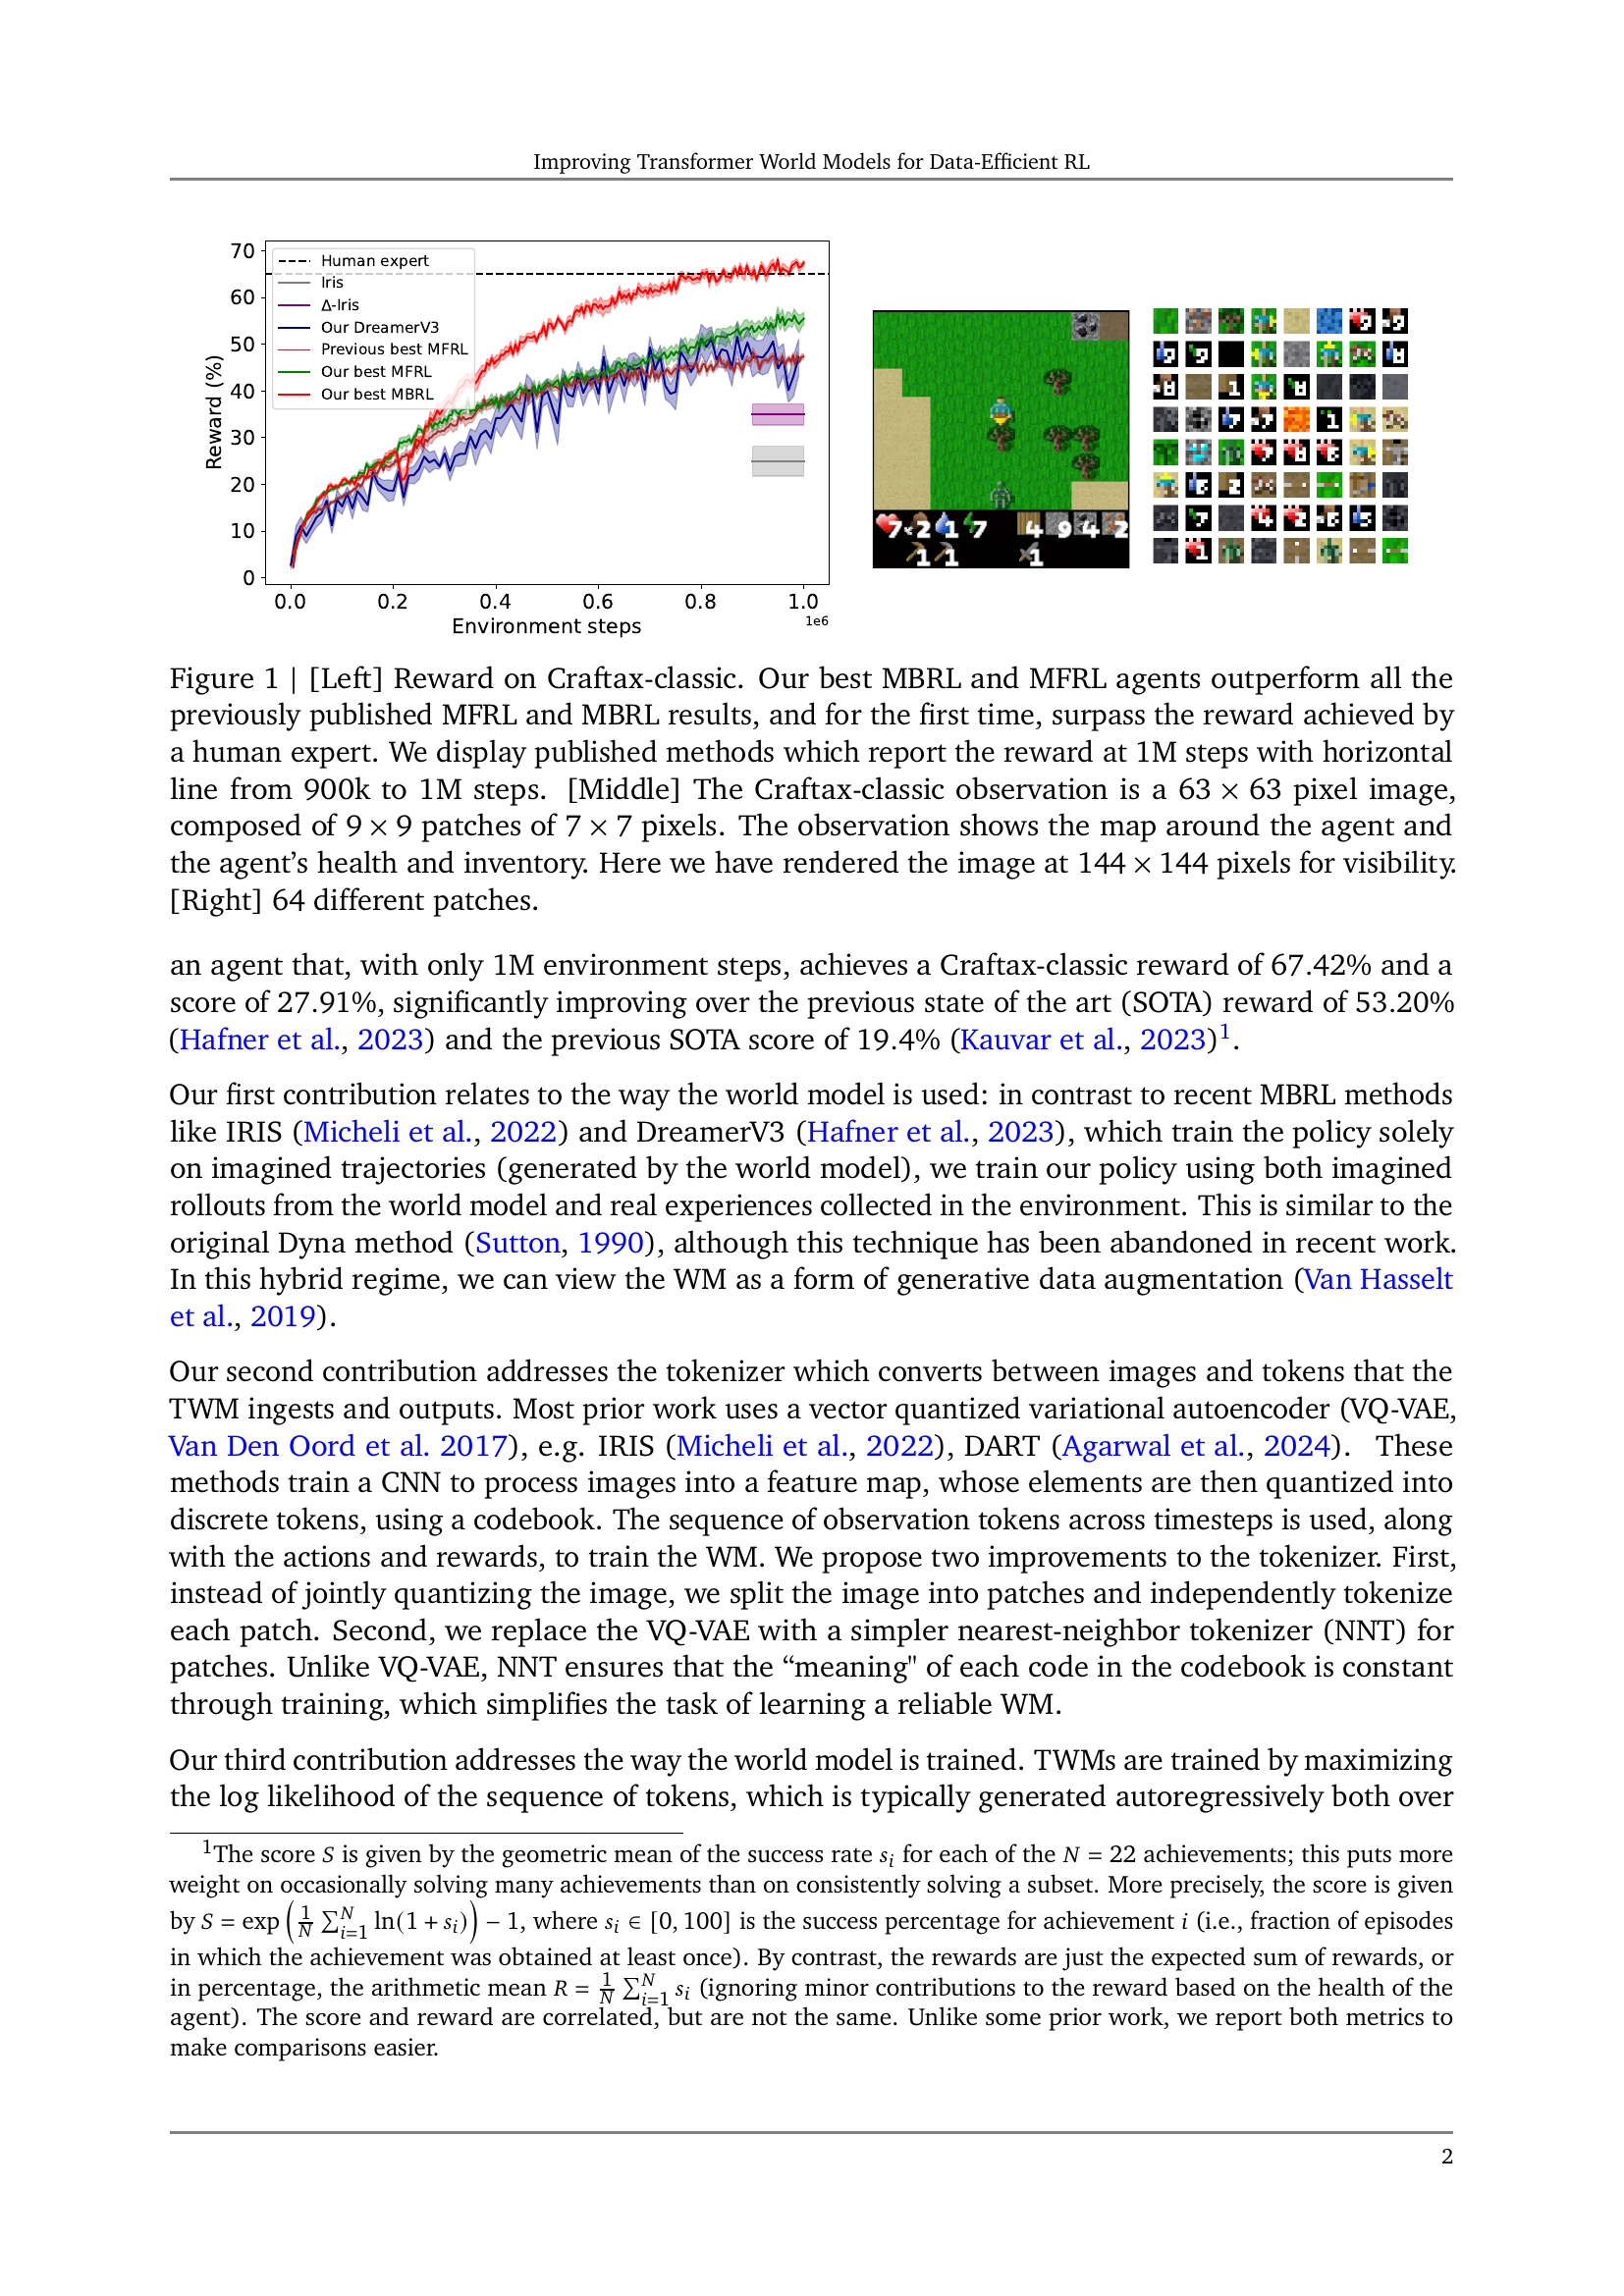 Improving Transformer World Models for Data-Efficient RL
70
60
50
40
30
20
10
0
Reward (%)
Human expert
Iris
Δ-Iris
Our DreamerV3
Previous best MFRL
Our best MFRL
Our best MBRL
0.0 0.2 0.4 0.6 0.8 1.0
1e6
Environment steps
7 2 1 7 4 9 4 2
1 1 1
Figure 1 | [Left] Reward on Craftax-classic. Our best MBRL and MFRL agents outperform all the
previously published MFRL and MBRL results, and for the first time, surpass the reward achieved by
a human expert. We display published methods which report the reward at 1M steps with horizontal
line from 900k to 1M steps. [Middle] The Craftax-classic observation is a 63 × 63 pixel image,
composed of 9 × 9 patches of 7 × 7 pixels. The observation shows the map around the agent and
the agent's health and inventory. Here we have rendered the image at 144 × 144 pixels for visibility.
[Right] 64 different patches.
an agent that, with only 1M environment steps, achieves a Craftax-classic reward of 67.42% and a
score of 27.91%, significantly improving over the previous state of the art (SOTA) reward of 53.20%
(Hafner et al., 2023) and the previous SOTA score of 19.4% (Kauvar et al., 2023)¹.
Our first contribution relates to the way the world model is used: in contrast to recent MBRL methods
like IRIS (Micheli et al., 2022) and DreamerV3 (Hafner et al., 2023), which train the policy solely
on imagined trajectories (generated by the world model), we train our policy using both imagined
rollouts from the world model and real experiences collected in the environment. This is similar to the
original Dyna method (Sutton, 1990), although this technique has been abandoned in recent work.
In this hybrid regime, we can view the WM as a form of generative data augmentation (Van Hasselt
et al., 2019).
Our second contribution addresses the tokenizer which converts between images and tokens that the
TWM ingests and outputs. Most prior work uses a vector quantized variational autoencoder (VQ-VAE,
Van Den Oord et al. 2017), e.g. IRIS (Micheli et al., 2022), DART (Agarwal et al., 2024). These
methods train a CNN to process images into a feature map, whose elements are then quantized into
discrete tokens, using a codebook. The sequence of observation tokens across timesteps is used, along
with the actions and rewards, to train the WM. We propose two improvements to the tokenizer. First,
instead of jointly quantizing the image, we split the image into patches and independently tokenize
each patch. Second, we replace the VQ-VAE with a simpler nearest-neighbor tokenizer (NNT) for
patches. Unlike VQ-VAE, NNT ensures that the “meaning" of each code in the codebook is constant
through training, which simplifies the task of learning a reliable WM.
Our third contribution addresses the way the world model is trained. TWMs are trained by maximizing
the log likelihood of the sequence of tokens, which is typically generated autoregressively both over
¹The score S is given by the geometric mean of the success rate sᵢ for each of the N = 22 achievements; this puts more
weight on occasionally solving many achievements than on consistently solving a subset. More precisely, the score is given
by S = exp (1/N ∑ᵢ₌₁ᴺ ln(1 + sᵢ)) − 1, where sᵢ ∈ [0, 100] is the success percentage for achievement i (i.e., fraction of episodes
in which the achievement was obtained at least once). By contrast, the rewards are just the expected sum of rewards, or
in percentage, the arithmetic mean R = 1/N ∑ᵢ₌₁ᴺ sᵢ (ignoring minor contributions to the reward based on the health of the
agent). The score and reward are correlated, but are not the same. Unlike some prior work, we report both metrics to
make comparisons easier.
2